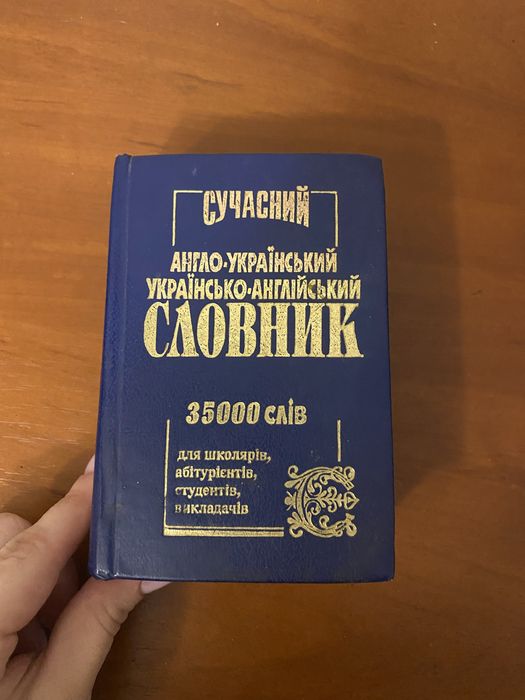 СУЧАСНИЙ
АНГЛО-УКРАЇНСЬКИЙ
УКРАЇНСЬКО-АНГЛІЙСЬКИЙ
СЛОВНИК
35000 слів
для школярів,
абітурієнтів,
студентів,
викладачів